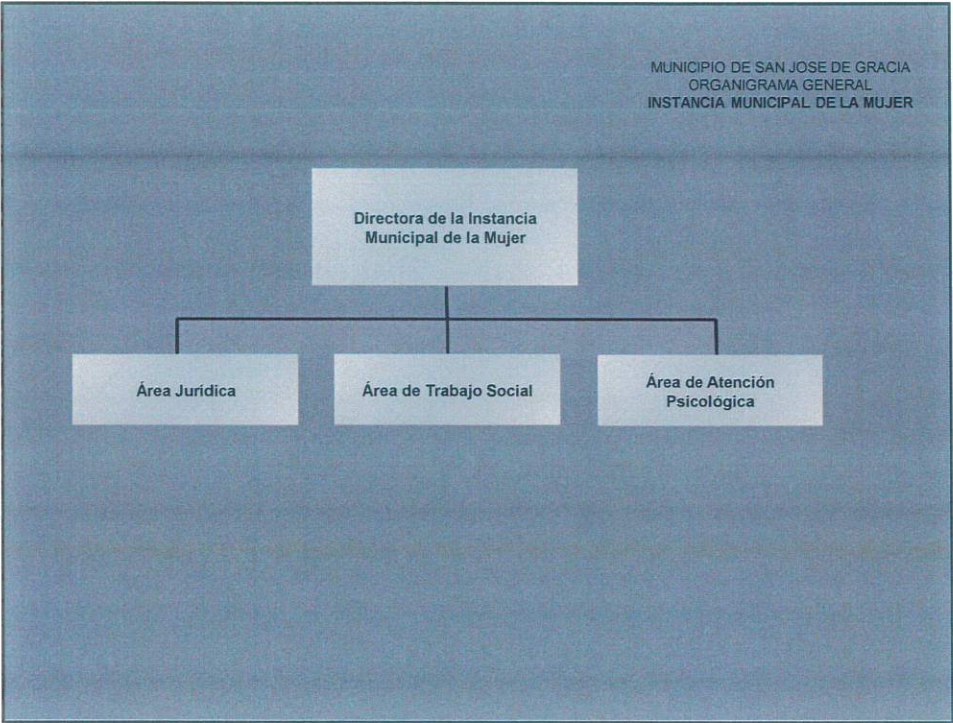 MUNICIPIO DE SAN JOSE DE GRACIA
ORGANIGRAMA GENERAL
INSTANCIA MUNICIPAL DE LA MUJER
Directora de la Instancia
Municipal de la Mujer
Área Jurídica
Área de Trabajo Social
Área de Atención
Psicológica